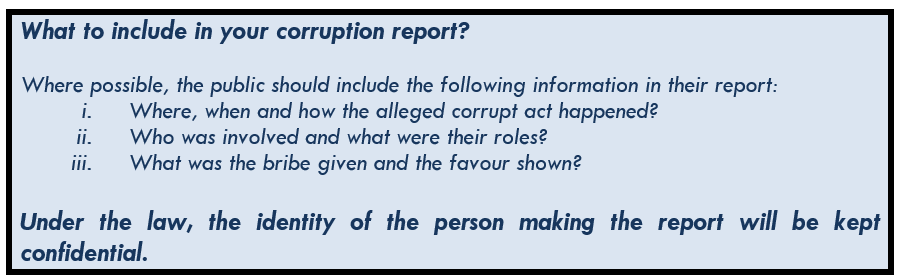 What to include in your corruption report?
Where possible, the public should include the following information in their report:
i. Where, when and how the alleged corrupt act happened?
ii. Who was involved and what were their roles?
iii. What was the bribe given and the favour shown?
Under the law, the identity of the person making the report will be kept
confidential.